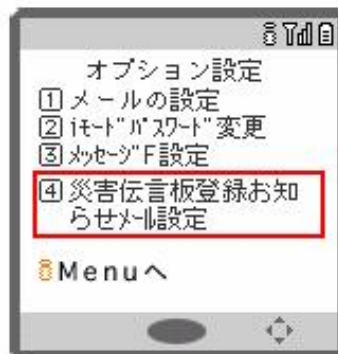 オプション設定
1 メールの設定
2 iモードパスワード変更
3 メッセージF設定
4 災害伝言板登録お知
らせメール設定
Menuへ